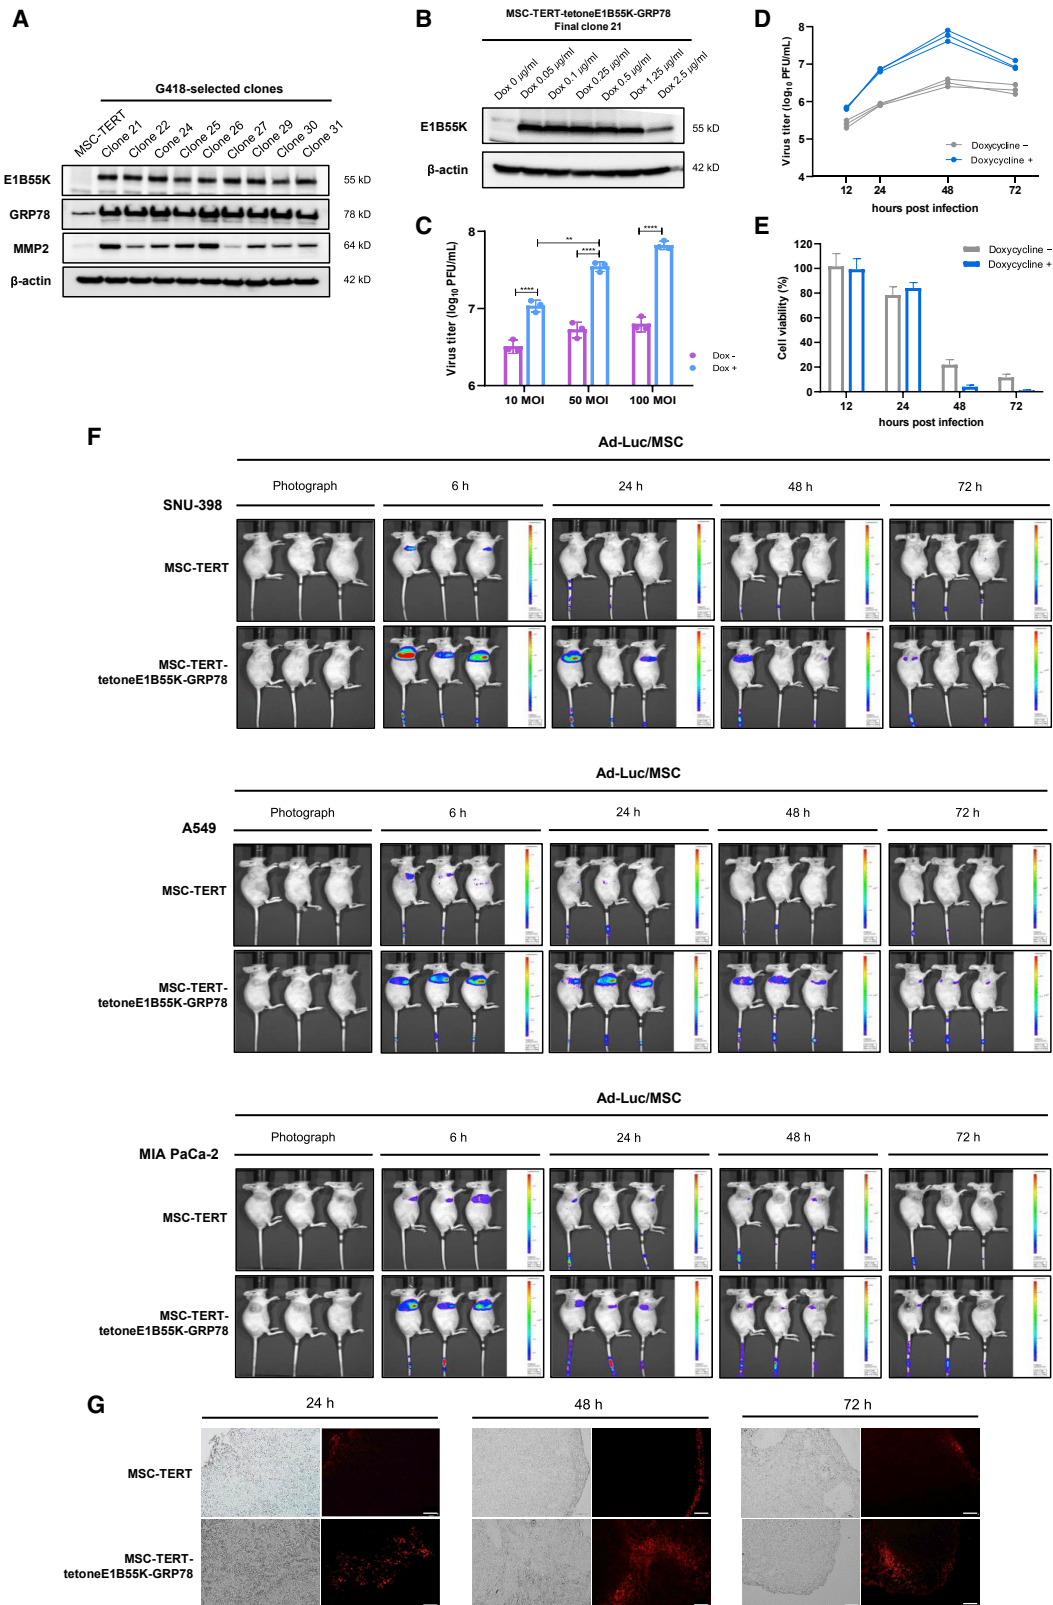 A
G418-selected clones
MSC-TERT
Clone 21
Clone 22
Cone 24
Clone 25
Clone 26
Clone 27
Clone 29
Clone 30
Clone 31
E1B55K
55 kD
GRP78
78 kD
MMP2
64 kD
β-actin
42 kD
B
MSC-TERT-tetoneE1B55K-GRP78
Final clone 21
Dox 0 µg/ml
Dox 0.05 µg/ml
Dox 0.1 µg/ml
Dox 0.25 µg/ml
Dox 0.5 µg/ml
Dox 1.25 µg/ml
Dox 2.5 µg/ml
E1B55K
55 kD
β-actin
42 kD
C
Virus titer (log10 PFU/mL)
8
7
6
****
**
****
****
10 MOI
50 MOI
100 MOI
Dox -
Dox +
D
Virus titer (log10 PFU/mL)
8
7
6
5
4
12
24
48
72
hours post infection
Doxycycline −
Doxycycline +
E
Cell viability (%)
120
100
80
60
40
20
0
12
24
48
72
hours post infection
Doxycycline −
Doxycycline +
F
Ad-Luc/MSC
SNU-398
Photograph
6 h
24 h
48 h
72 h
MSC-TERT
MSC-TERT-
tetoneE1B55K-GRP78
Ad-Luc/MSC
A549
Photograph
6 h
24 h
48 h
72 h
MSC-TERT
MSC-TERT-
tetoneE1B55K-GRP78
Ad-Luc/MSC
MIA PaCa-2
Photograph
6 h
24 h
48 h
72 h
MSC-TERT
MSC-TERT-
tetoneE1B55K-GRP78
G
24 h
48 h
72 h
MSC-TERT
MSC-TERT-
tetoneE1B55K-GRP78